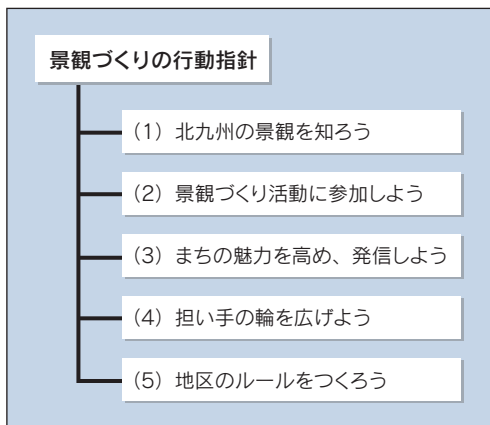 景観づくりの行動指針
（1）北九州の景観を知ろう
（2）景観づくり活動に参加しよう
（3）まちの魅力を高め、発信しよう
（4）担い手の輪を広げよう
（5）地区のルールをつくろう